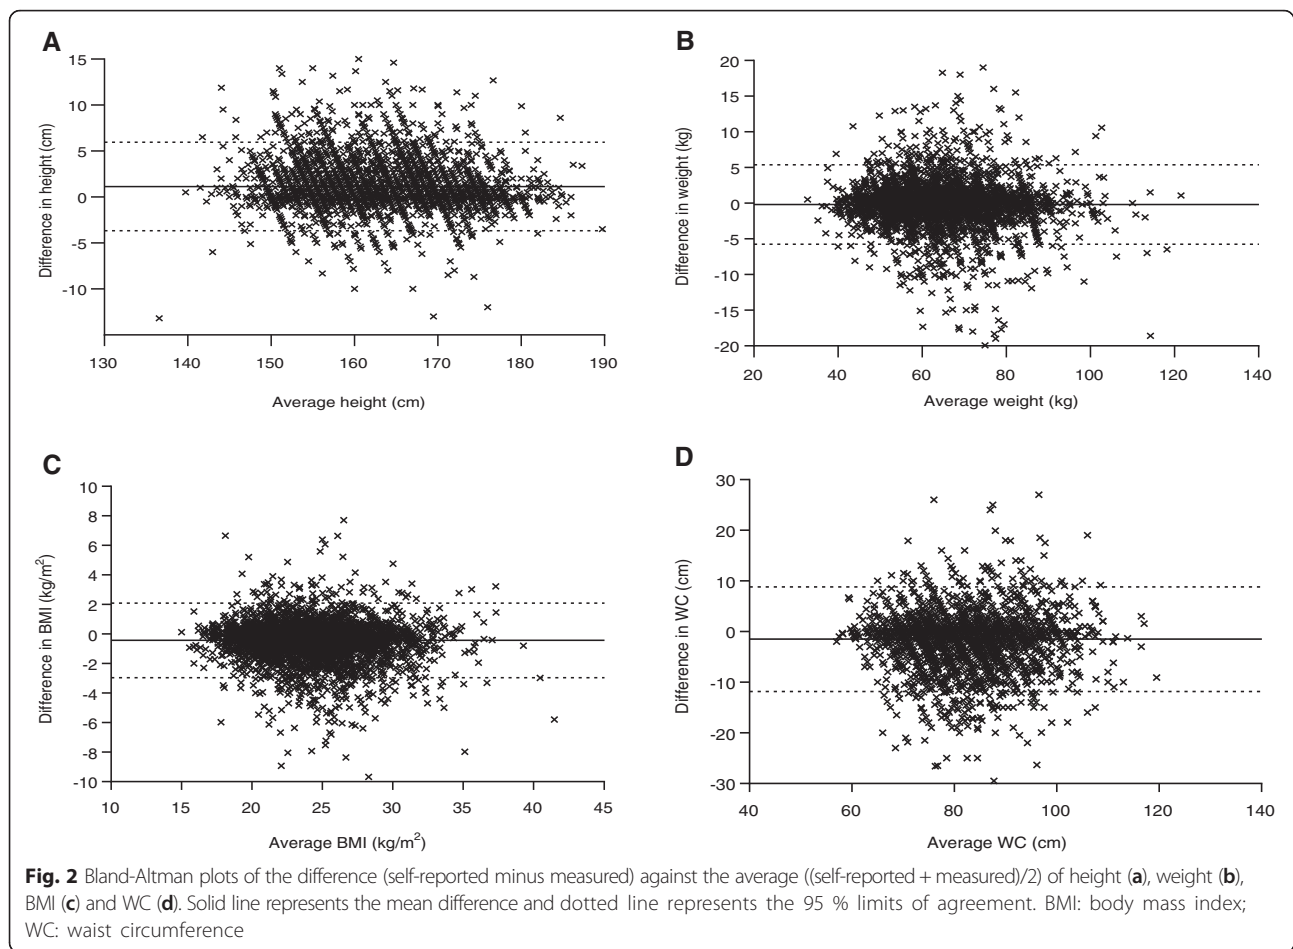 A
15
10
5
0
-5
-10
130 140 150 160 170 180 190
Difference in height (cm)
Average height (cm)
B
20
15
10
5
0
-5
-10
-15
-20
20 40 60 80 100 120 140
Difference in weight (kg)
Average weight (kg)
C
10
8
6
4
2
0
-2
-4
-6
-8
-10
10 15 20 25 30 35 40 45
Difference in BMI (kg/m²)
Average BMI (kg/m²)
D
30
20
10
0
-10
-20
-30
40 60 80 100 120 140
Difference in WC (cm)
Average WC (cm)
Fig. 2 Bland-Altman plots of the difference (self-reported minus measured) against the average ((self-reported + measured)/2) of height (a), weight (b),
BMI (c) and WC (d). Solid line represents the mean difference and dotted line represents the 95 % limits of agreement. BMI: body mass index;
WC: waist circumference